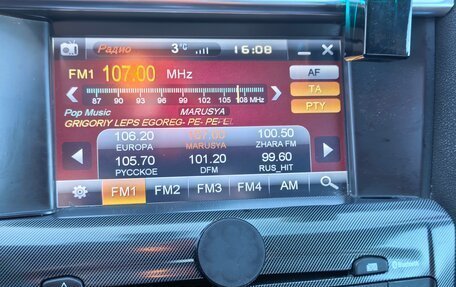 Радио 3°C 16:08
FM1 107.00 MHz AF
87 90 93 96 99 102 105 108 MHz TA
Pop Music MARUSYA PTY
GRIGORIY LEPS EGOREG- PE- PE-
106.20 107.00 100.50
EUROPA MARUSYA ZHARA FM
105.70 101.20 99.60
РУССКОЕ DFM RUS_HIT
FM1 FM2 FM3 FM4 AM
Bluetooth